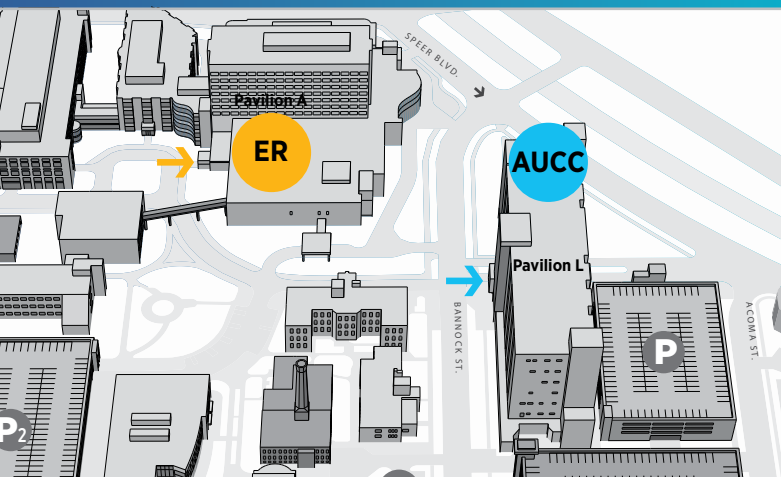 SPEER BLVD.
Pavilion A
ER
AUCC
Pavilion L
BANNOCK ST.
ACOMA ST.
P
P2